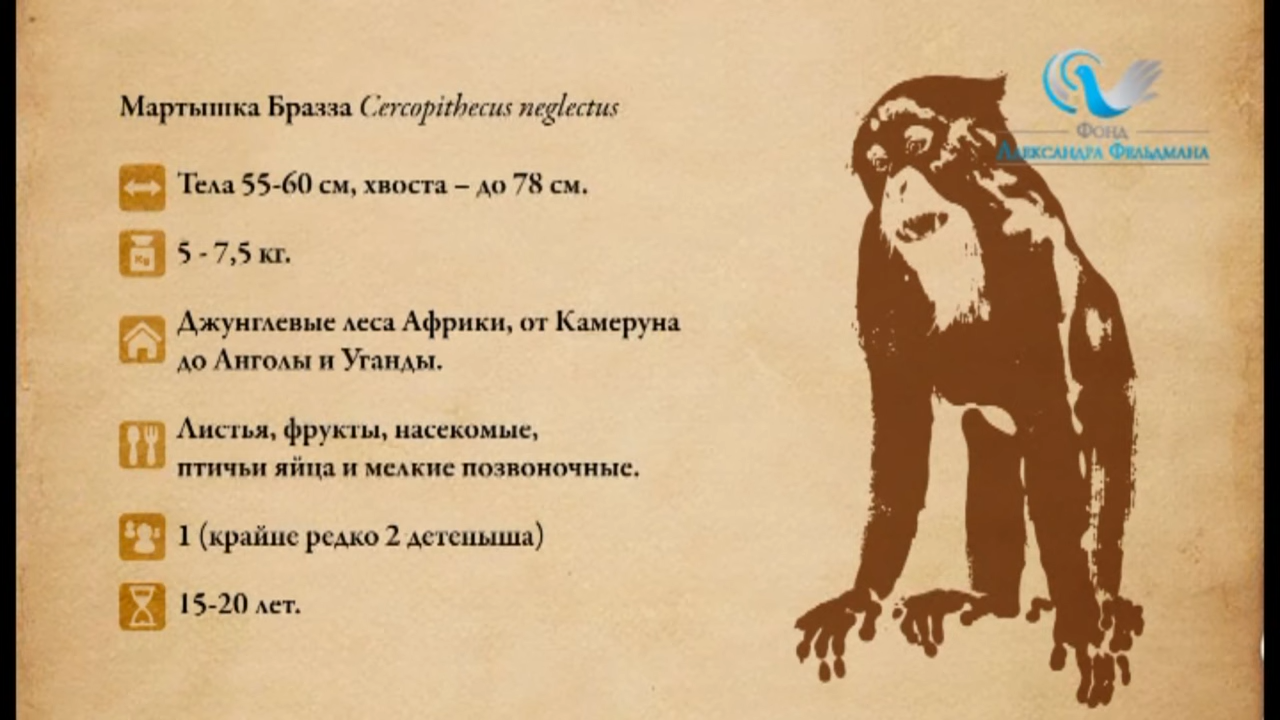 Мартышка Бразза Cercopithecus neglectus
Тела 55-60 см, хвоста – до 78 см.
Kg
5 - 7,5 кг.
Джунглевые леса Африки, от Камеруна
до Анголы и Уганды.
Листья, фрукты, насекомые,
птичьи яйца и мелкие позвоночные.
1 (крайне редко 2 детеныша)
15-20 лет.
Фонд
Александра Фельдмана